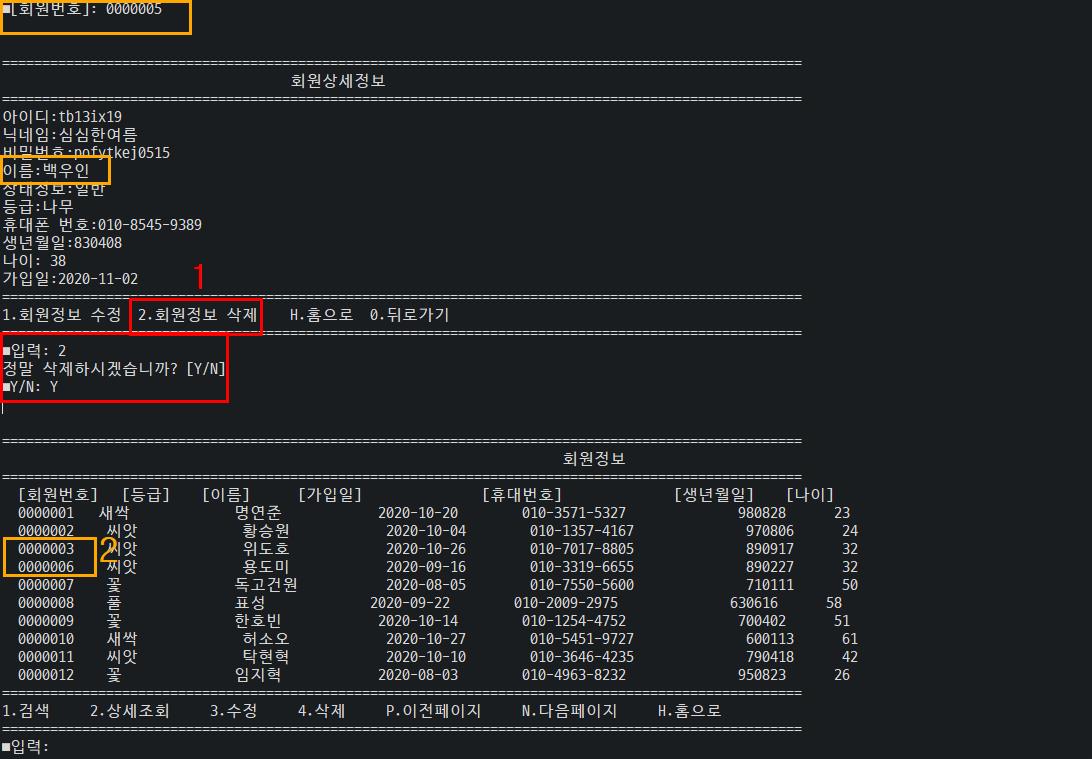 ■[회원번호]: 0000005
================================================================================
회원상세정보
================================================================================
아이디:tb13ix19
닉네임:심심한여름
비밀번호:pofytkej0515
이름:백우인
상태정보:일반
등급:나무
휴대폰 번호:010-8545-9389
생년월일:830408
나이: 38
가입일:2020-11-02
1
================================================================================
1.회원정보 수정 2.회원정보 삭제 H.홈으로 0.뒤로가기
================================================================================
■입력: 2
정말 삭제하시겠습니까? [Y/N]
■Y/N: Y
================================================================================
회원정보
================================================================================
[회원번호] [등급] [이름] [가입일] [휴대번호] [생년월일] [나이]
0000001 새싹 명연준 2020-10-20 010-3571-5327 980828 23
0000002 씨앗 황승원 2020-10-04 010-1357-4167 970806 24
0000003 씨앗 위도호 2020-10-26 010-7017-8805 890917 32
2
0000006 씨앗 용도미 2020-09-16 010-3319-6655 890227 32
0000007 꽃 독고건원 2020-08-05 010-7550-5600 710111 50
0000008 풀 표성 2020-09-22 010-2009-2975 630616 58
0000009 꽃 한호빈 2020-10-14 010-1254-4752 700402 51
0000010 새싹 허소오 2020-10-27 010-5451-9727 600113 61
0000011 씨앗 탁현혁 2020-10-10 010-3646-4235 790418 42
0000012 꽃 임지혁 2020-08-03 010-4963-8232 950823 26
================================================================================
1.검색 2.상세조회 3.수정 4.삭제 P.이전페이지 N.다음페이지 H.홈으로
================================================================================
■입력: